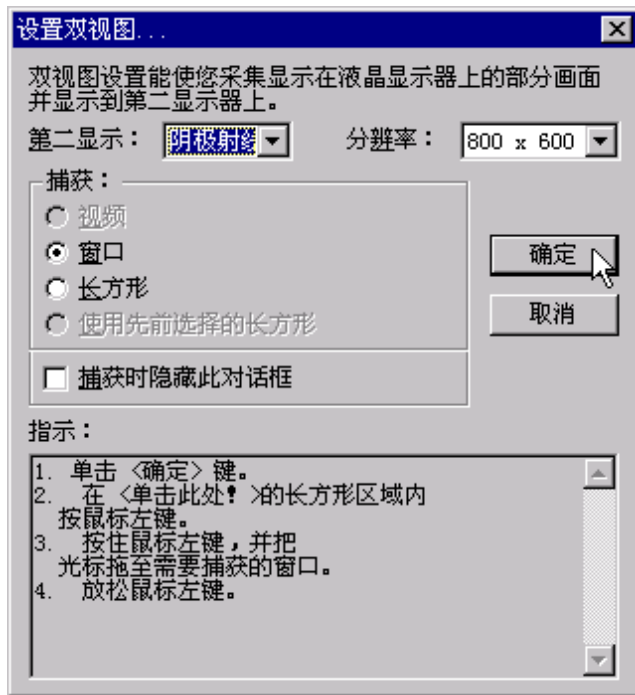 设置双视图...
双视图设置能使您采集显示在液晶显示器上的部分画面
并显示到第二显示器上。
第二显示： 阴极射 分辨率： 800 x 600
捕获：
视频
窗口
长方形
使用先前选择的长方形
确定
取消
捕获时隐藏此对话框
指示：
1. 单击 〈确定〉 键。
2. 在 〈单击此处! 〉的长方形区域内
按鼠标左键。
3. 按住鼠标左键，并把
光标拖至需要捕获的窗口。
4. 放松鼠标左键。